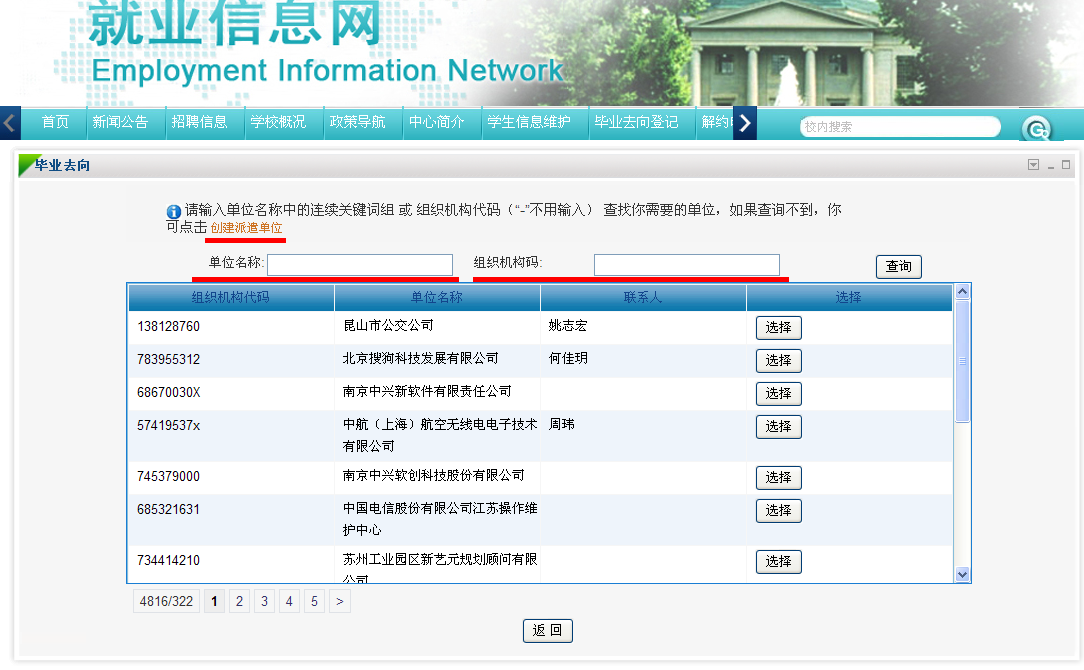 就业信息网
Employment Information Network
首页 新闻公告 招聘信息 学校概况 政策导航 中心简介 学生信息维护 毕业去向登记 解约
校内搜索
毕业去向
请输入单位名称中的连续关键词组 或 组织机构代码（“-”不用输入） 查找你需要的单位，如果查询不到，你
可点击 创建派遣单位
单位名称: 组织机构码: 查询
组织机构代码 单位名称 联系人 选择
138128760 昆山市公交公司 姚志宏 选择
783955312 北京搜狗科技发展有限公司 何佳玥 选择
68670030X 南京中兴新软件有限责任公司 选择
57419537x 中航（上海）航空无线电电子技术 周玮 选择
有限公司
745379000 南京中兴软创科技股份有限公司 选择
685321631 中国电信股份有限公司江苏操作维 选择
护中心
734414210 苏州工业园区新艺元规划顾问有限 选择
公司
4816/322 1 2 3 4 5 >
返 回